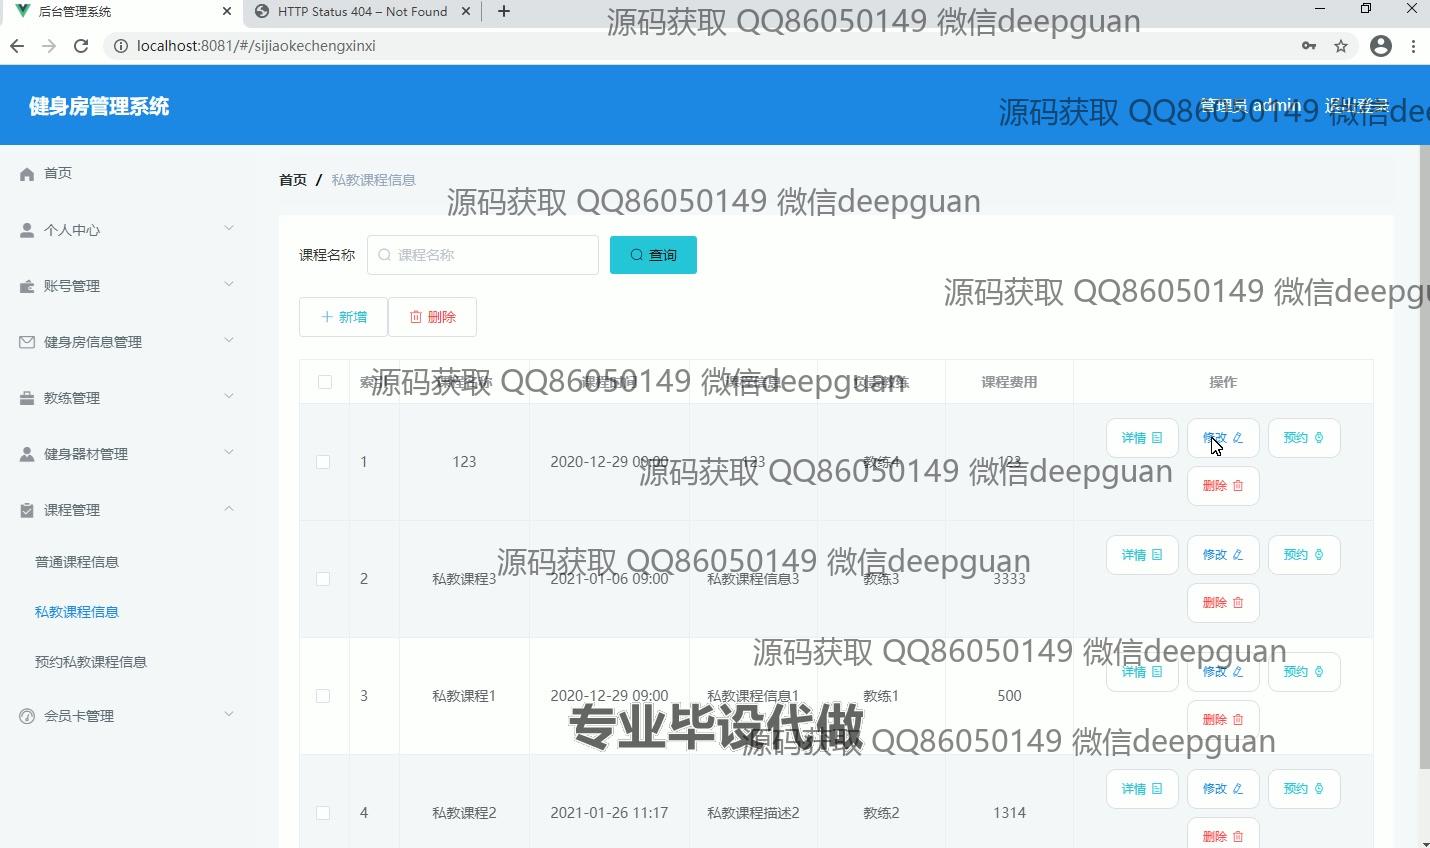 后台管理系统
HTTP Status 404 – Not Found
源码获取 QQ86050149 微信deepguan
localhost:8081/#/sijiaokechengxinxi
健身房管理系统
管理员 admin
退出登录
源码获取 QQ86050149 微信dee
首页
个人中心
账号管理
健身房信息管理
教练管理
健身器材管理
课程管理
普通课程信息
私教课程信息
预约私教课程信息
会员卡管理
首页 / 私教课程信息
源码获取 QQ86050149 微信deepguan
课程名称 课程名称 查询
源码获取 QQ86050149 微信deepgu
新增 删除
课程名称 课程时间 课程信息 教练 课程费用 操作
源码获取 QQ86050149 微信deepguan
详情 修改 预约
1 123 2020-12-29 09:00 123 教练4 123
源码获取 QQ86050149 微信deepguan
删除
详情 修改 预约
源码获取 QQ86050149 微信deepguan
2 私教课程3 2021-01-06 09:00 私教课程信息3 教练3 3333
删除
源码获取 QQ86050149 微信deepguan
详情 修改 预约
3 私教课程1 2020-12-29 09:00 私教课程信息1 教练1 500
删除
专业毕设代做
源码获取 QQ86050149 微信deepguan
详情 修改 预约
4 私教课程2 2021-01-26 11:17 私教课程描述2 教练2 1314
删除